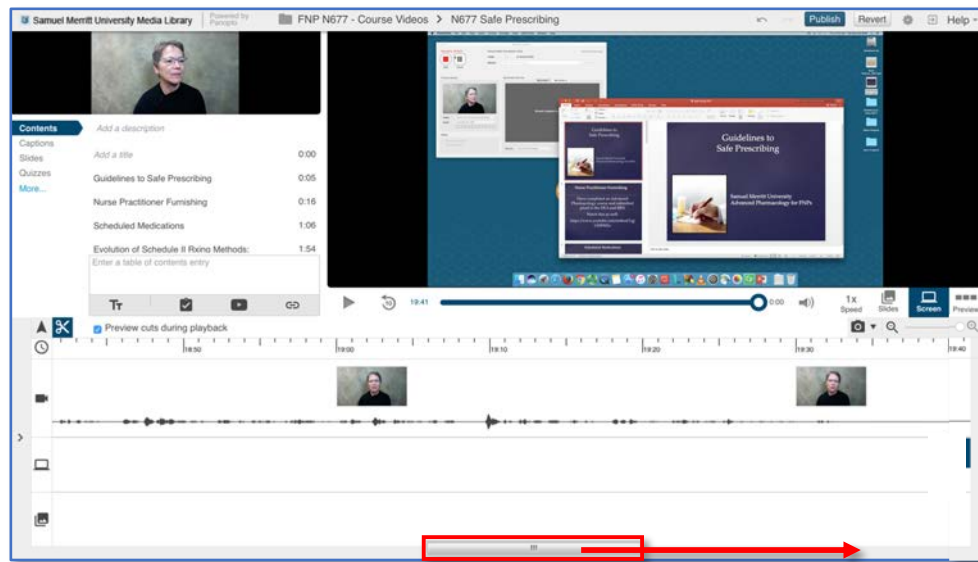 Samuel Merritt University Media Library
Powered by
Panopto
FNP N677 - Course Videos > N677 Safe Prescribing
Publish
Revert
Help
Contents
Captions
Slides
Quizzes
More...
Add a description
Add a title 0:00
Guidelines to Safe Prescribing 0:05
Nurse Practitioner Furnishing 0:16
Scheduled Medications 1:06
Evolution of Schedule II Rxing Methods: 1:54
Enter a table of contents entry
Guidelines to
Safe Prescribing
Nurse Practitioner Furnishing
Guidelines to
Safe Prescribing
Samuel Merritt University
Advanced Pharmacology for FNPs
10
19:41
0:00
1x
Speed
Slides
Screen
Preview
Preview cuts during playback
18:50
19:00
19:10
19:20
19:30
19:40